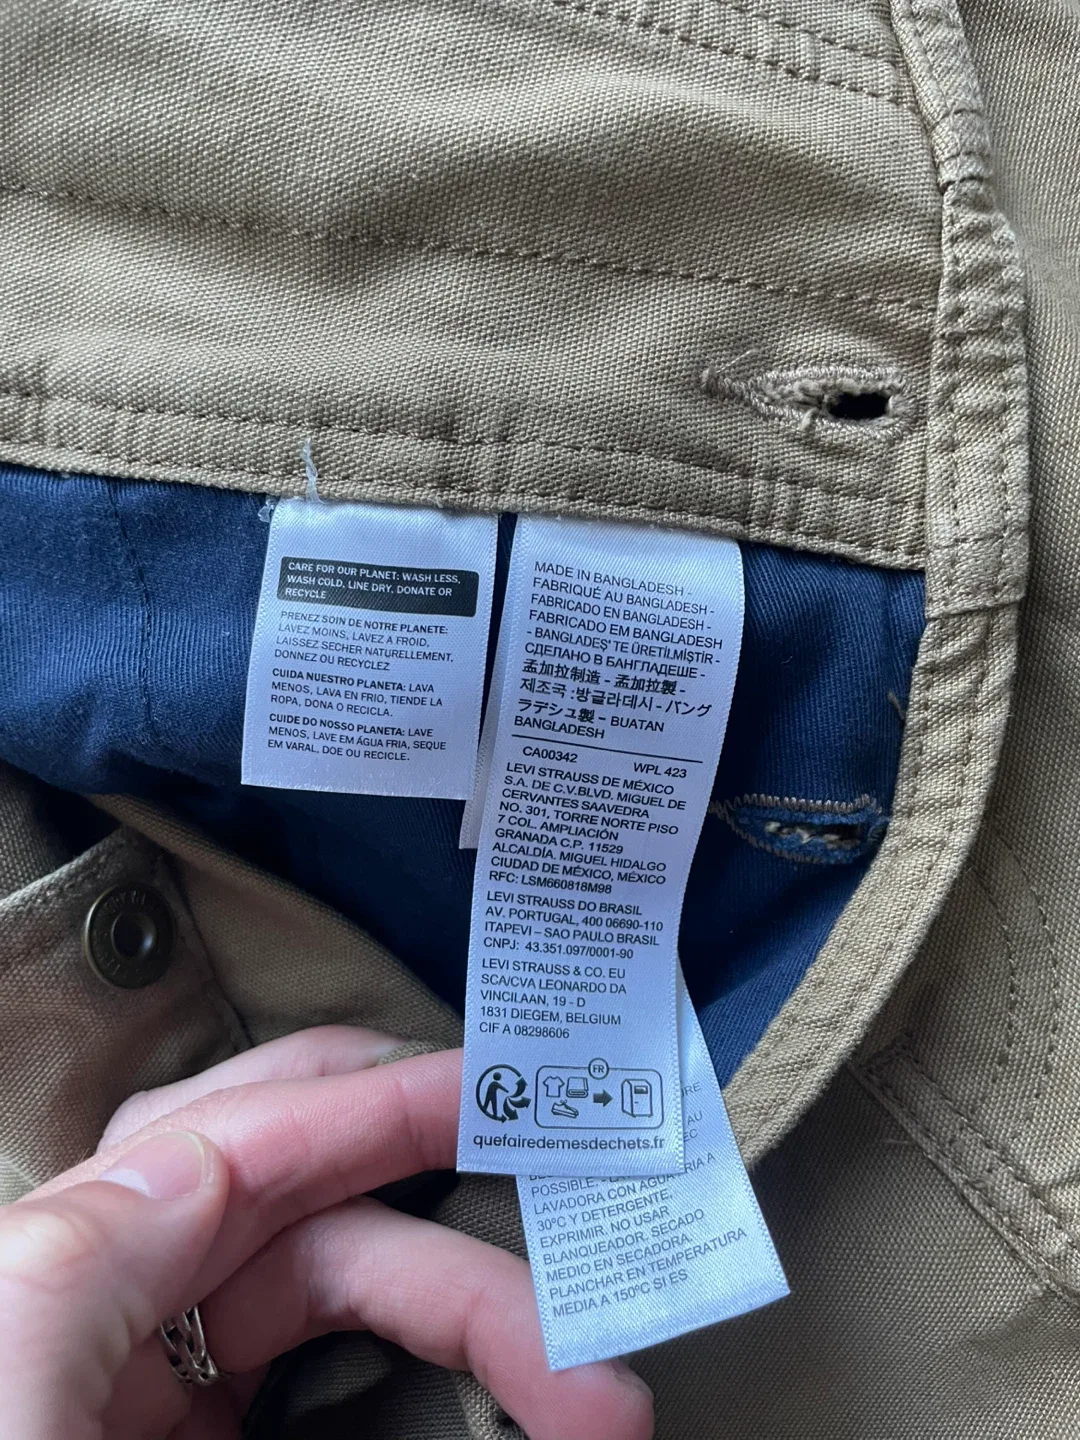 CARE FOR OUR PLANET: WASH LESS,
WASH COLD, LINE DRY, DONATE OR
RECYCLE
PRENEZ SOIN DE NOTRE PLANETE:
LAVEZ MOINS, LAVEZ A FROID,
LAISSEZ SECHER NATURELLEMENT,
DONNEZ OU RECYCLEZ
CUIDA NUESTRO PLANETA: LAVA
MENOS, LAVA EN FRIO, TIENDE LA
ROPA, DONA O RECICLA.
CUIDE DO NOSSO PLANETA: LAVE
MENOS, LAVE EM ÁGUA FRIA, SEQUE
EM VARAL, DOE OU RECICLE.
MADE IN BANGLADESH -
FABRIQUÉ AU BANGLADESH -
FABRICADO EN BANGLADESH -
FABRICADO EM BANGLADESH
- BANGLADEŞ' TE ÜRETİLMİŞTİR -
СДЕЛАНО В БАНГЛАДЕШЕ -
孟加拉制造 - 孟加拉製 -
제조국 :방글라데시 - バング
ラデシュ製 - BUATAN
BANGLADESH
CA00342 WPL 423
LEVI STRAUSS DE MÉXICO
S.A. DE C.V.BLVD. MIGUEL DE
CERVANTES SAAVEDRA
NO. 301, TORRE NORTE PISO
7 COL. AMPLIACIÓN
GRANADA C.P. 11529
ALCALDÍA. MIGUEL HIDALGO
CIUDAD DE MÉXICO, MÉXICO
RFC: LSM660818M98
LEVI STRAUSS DO BRASIL
AV. PORTUGAL, 400 06690-110
ITAPEVI – SAO PAULO BRASIL
CNPJ: 43.351.097/0001-90
LEVI STRAUSS & CO. EU
SCA/CVA LEONARDO DA
VINCILAAN, 19 - D
1831 DIEGEM, BELGIUM
CIF A 08298606
FR
quefairedemesdechets.fr
POSSIBLE.
LAVADORA CON AGUA
30ºC Y DETERGENTE.
EXPRIMIR. NO USAR
BLANQUEADOR. SECADO
MEDIO EN SECADORA.
PLANCHAR EN TEMPERATURA
MEDIA A 150ºC SI ES